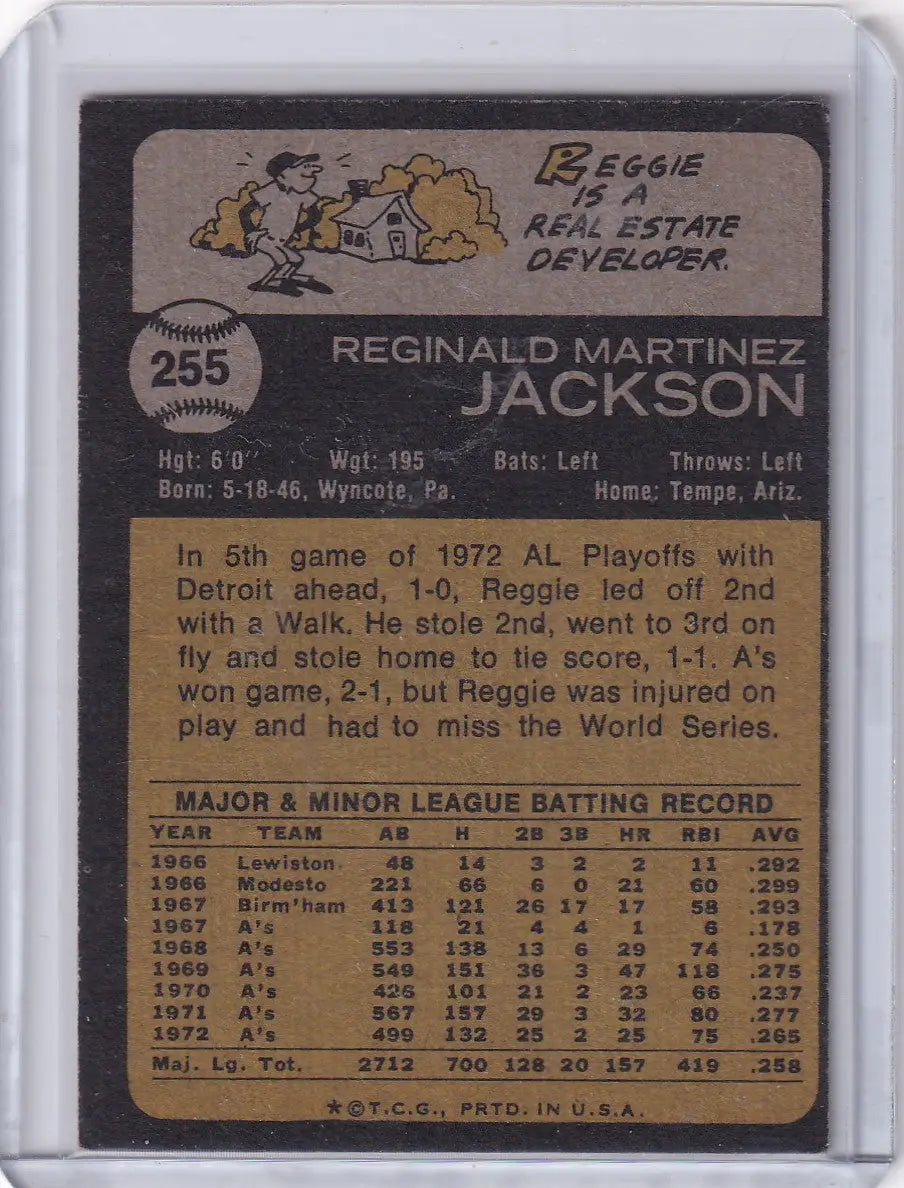 REGGIE
IS A
REAL ESTATE
DEVELOPER.
255
REGINALD MARTINEZ
JACKSON
Hgt: 6'0" Wgt: 195 Bats: Left Throws: Left
Born: 5-18-46, Wyncote, Pa. Home: Tempe, Ariz.
In 5th game of 1972 AL Playoffs with
Detroit ahead, 1-0, Reggie led off 2nd
with a Walk. He stole 2nd, went to 3rd on
fly and stole home to tie score, 1-1. A's
won game, 2-1, but Reggie was injured on
play and had to miss the World Series.
MAJOR & MINOR LEAGUE BATTING RECORD
YEAR TEAM AB H 2B 3B HR RBI AVG
1966 Lewiston 48 14 3 2 2 11 .292
1966 Modesto 221 66 6 0 21 60 .299
1967 Birm'ham 413 121 26 17 17 58 .293
1967 A's 118 21 4 4 1 6 .178
1968 A's 553 138 13 6 29 74 .250
1969 A's 549 151 36 3 47 118 .275
1970 A's 426 101 21 2 23 66 .237
1971 A's 567 157 29 3 32 80 .277
1972 A's 499 132 25 2 25 75 .265
Maj. Lg. Tot. 2712 700 128 20 157 419 .258
*©T.C.G., PRTD. IN U.S.A.